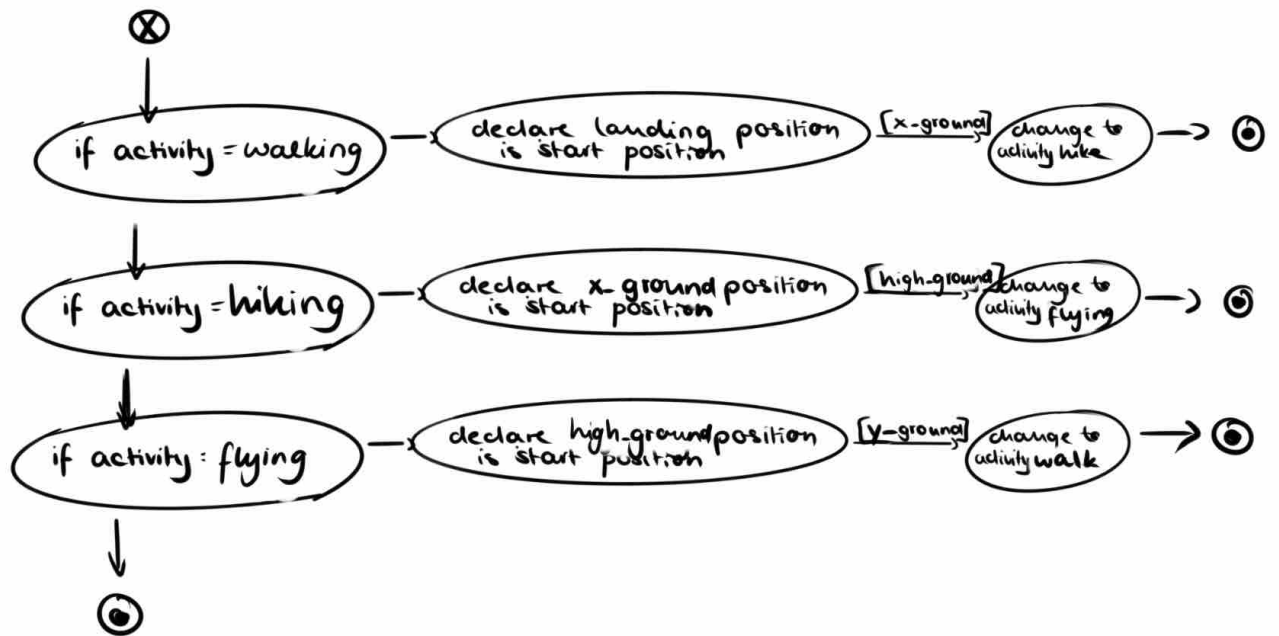 if activity = walking
declare landing position
is start position
[x-ground]
change to
activity hike
if activity = hiking
declare x-ground position
is start position
[high-ground]
change to
activity flying
if activity : flying
declare high-ground position
is start position
[y-ground]
change to
activity walk